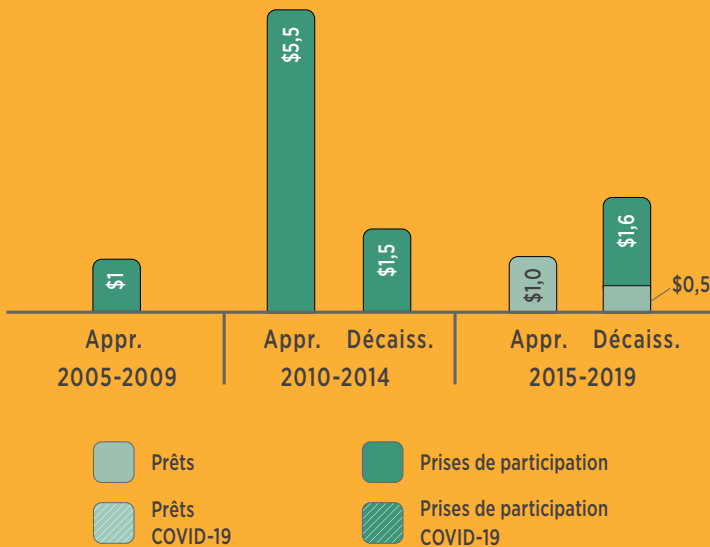 $1
$5,5
$1,5
$1,0
$1,6
$0,5
Appr.
Appr. Décaiss.
Appr. Décaiss.
2005-2009
2010-2014
2015-2019
Prêts
Prises de participation
Prêts
COVID-19
Prises de participation
COVID-19